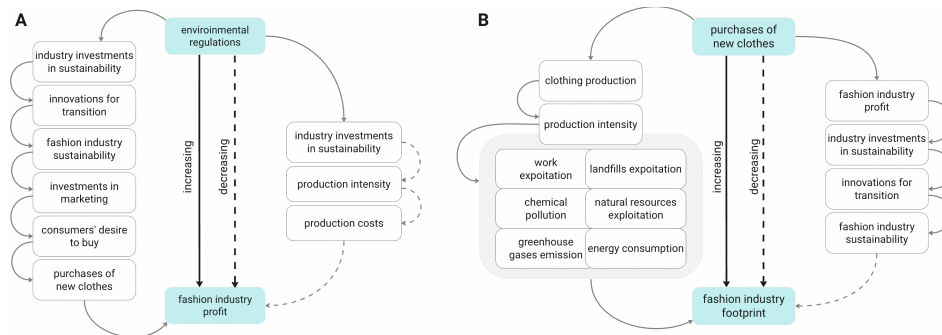 A
envirоinmental
regulations
industry investments
in sustainability
innovations for
transition
fashion industry
sustainability
investments in
marketing
consumers' desire
to buy
purchases of
new clothes
increasing
decreasing
industry investments
in sustainability
production intensity
production costs
fashion industry
profit
B
purchases of
new clothes
clothing production
production intensity
work
expoitation
landfills expoitation
chemical
pollution
natural resources
exploitation
greenhouse
gases emission
energy consumption
increasing
decreasing
fashion industry
profit
industry investments
in sustainability
innovations for
transition
fashion industry
sustainability
fashion industry
footprint